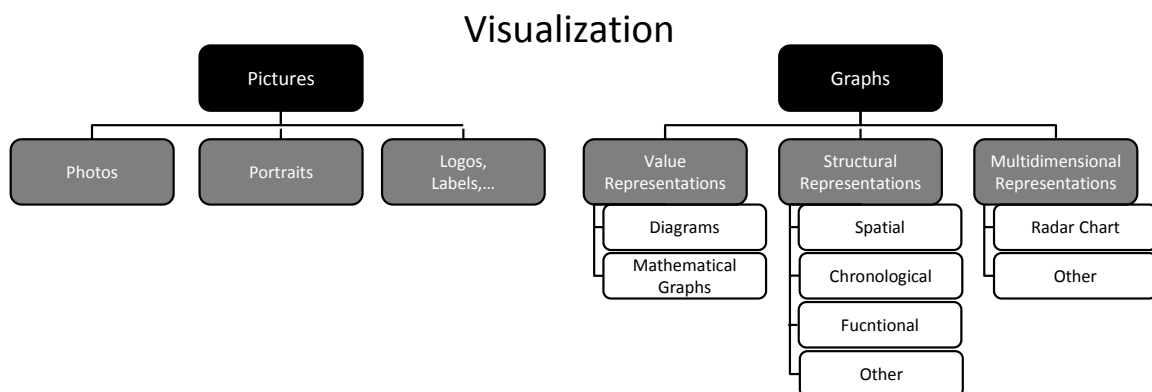 Visualization
Pictures
Graphs
Photos
Portraits
Logos,
Labels,...
Value
Representations
Structural
Representations
Multidimensional
Representations
Diagrams
Mathematical
Graphs
Spatial
Chronological
Fucntional
Other
Radar Chart
Other